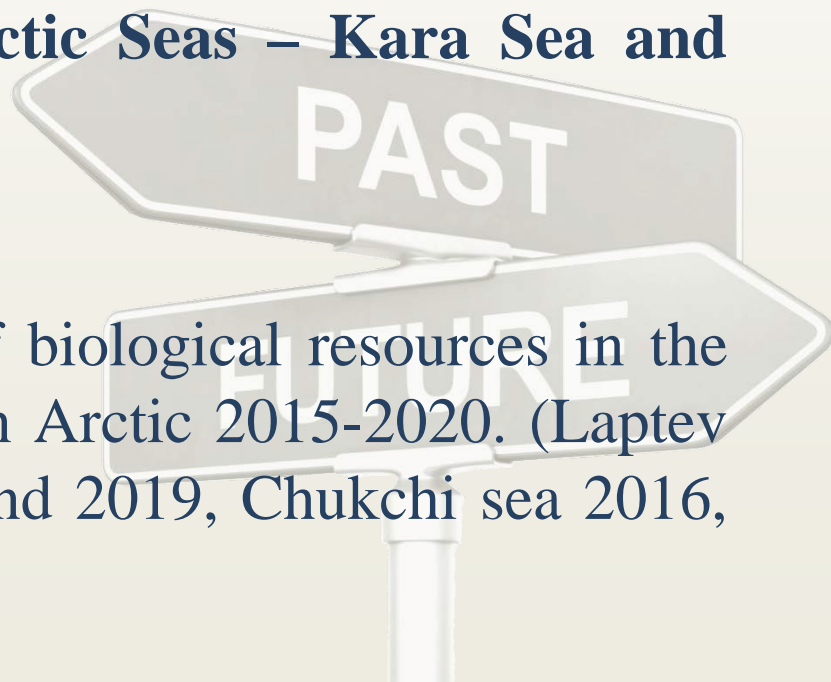 ctic Seas – Kara Sea and
PAST
f biological resources in the
FUTURE
n Arctic 2015-2020. (Laptev
nd 2019, Chukchi sea 2016,